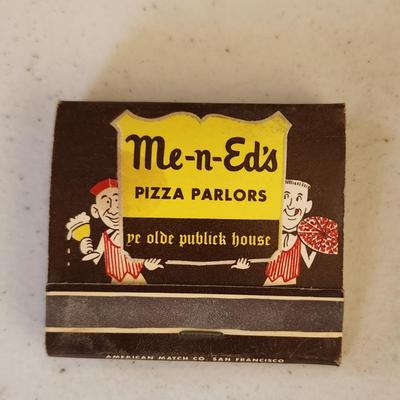 Me-n-Ed's
PIZZA PARLORS
ye olde publick house
AMERICAN MATCH CO. SAN FRANCISCO